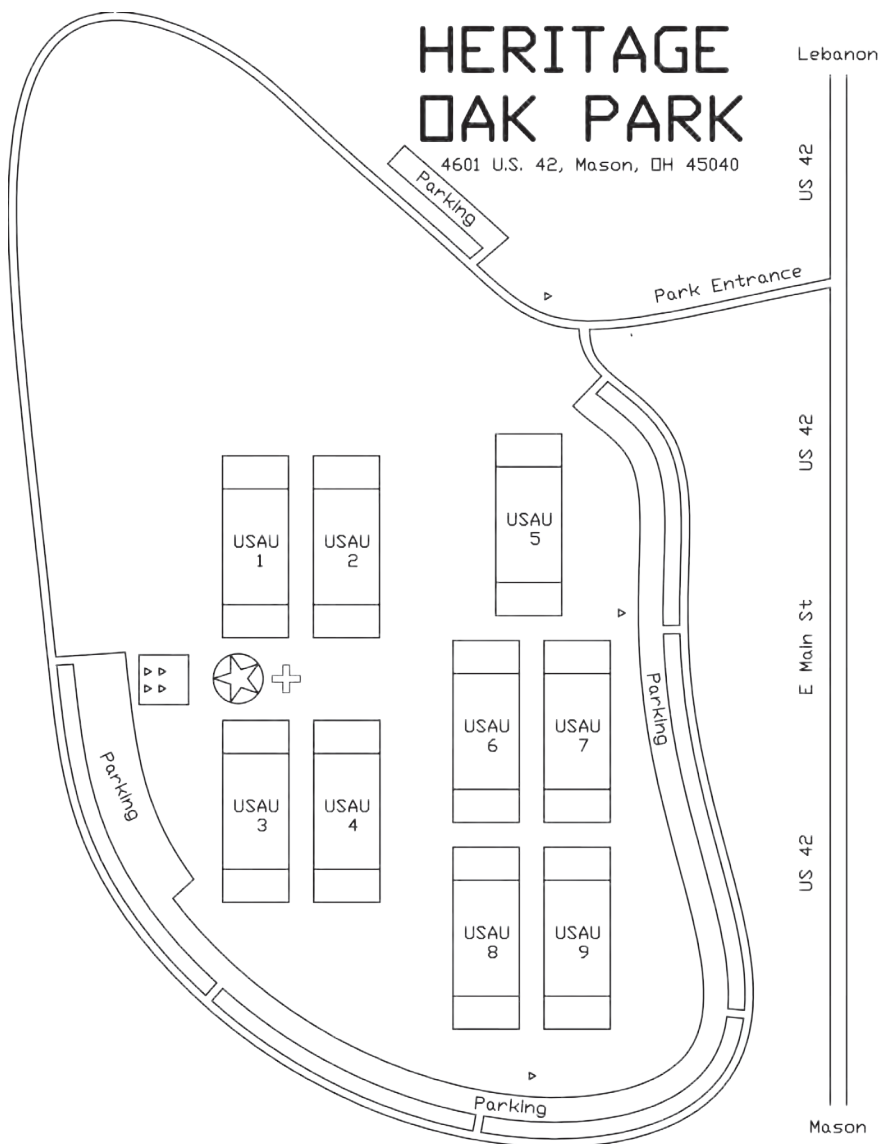 HERITAGE
OAK PARK
4601 U.S. 42, Mason, OH 45040
Lebanon
US 42
Parking
Park Entrance
US 42
USAU
1
USAU
2
USAU
5
E Main St
Parking
USAU
6
USAU
7
Parking
USAU
3
USAU
4
US 42
USAU
8
USAU
9
Parking
Mason